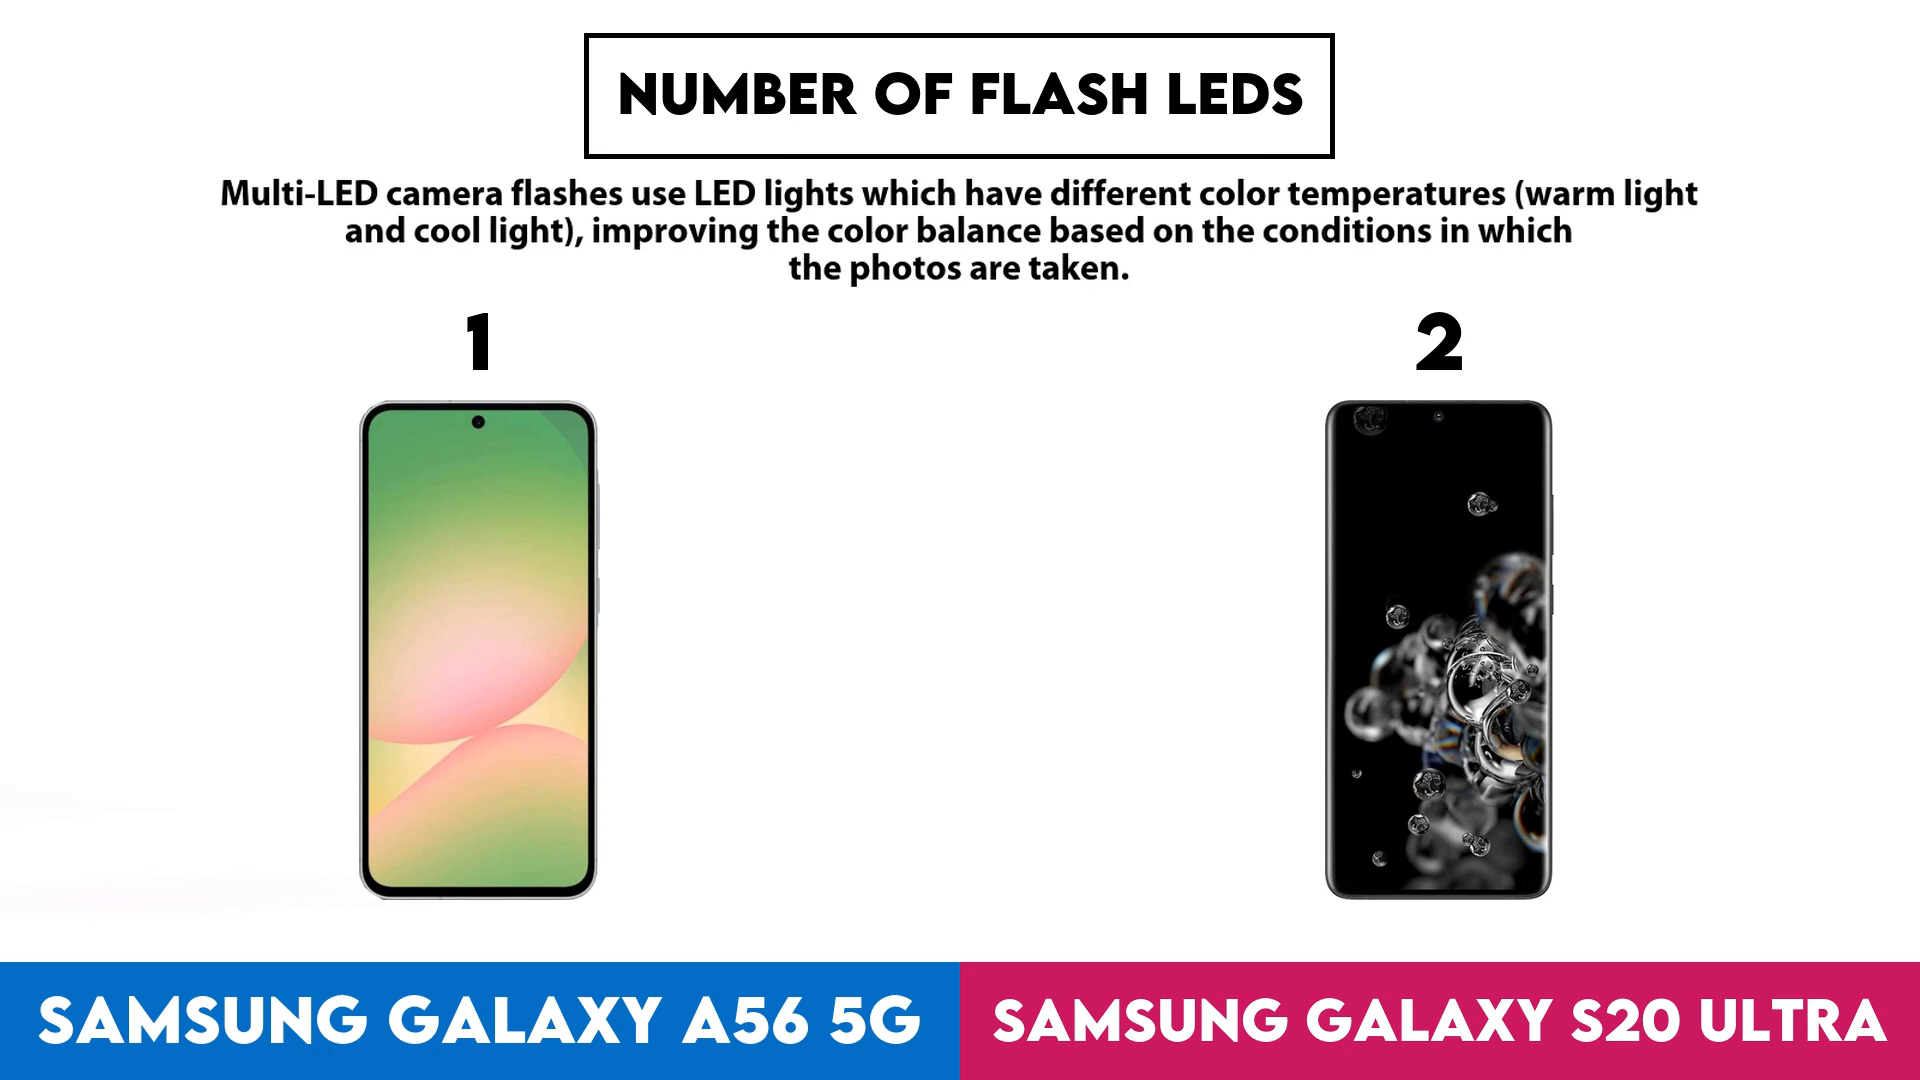 NUMBER OF FLASH LEDS
Multi-LED camera flashes use LED lights which have different color temperatures (warm light
and cool light), improving the color balance based on the conditions in which
the photos are taken.
1
2
SAMSUNG GALAXY A56 5G
SAMSUNG GALAXY S20 ULTRA